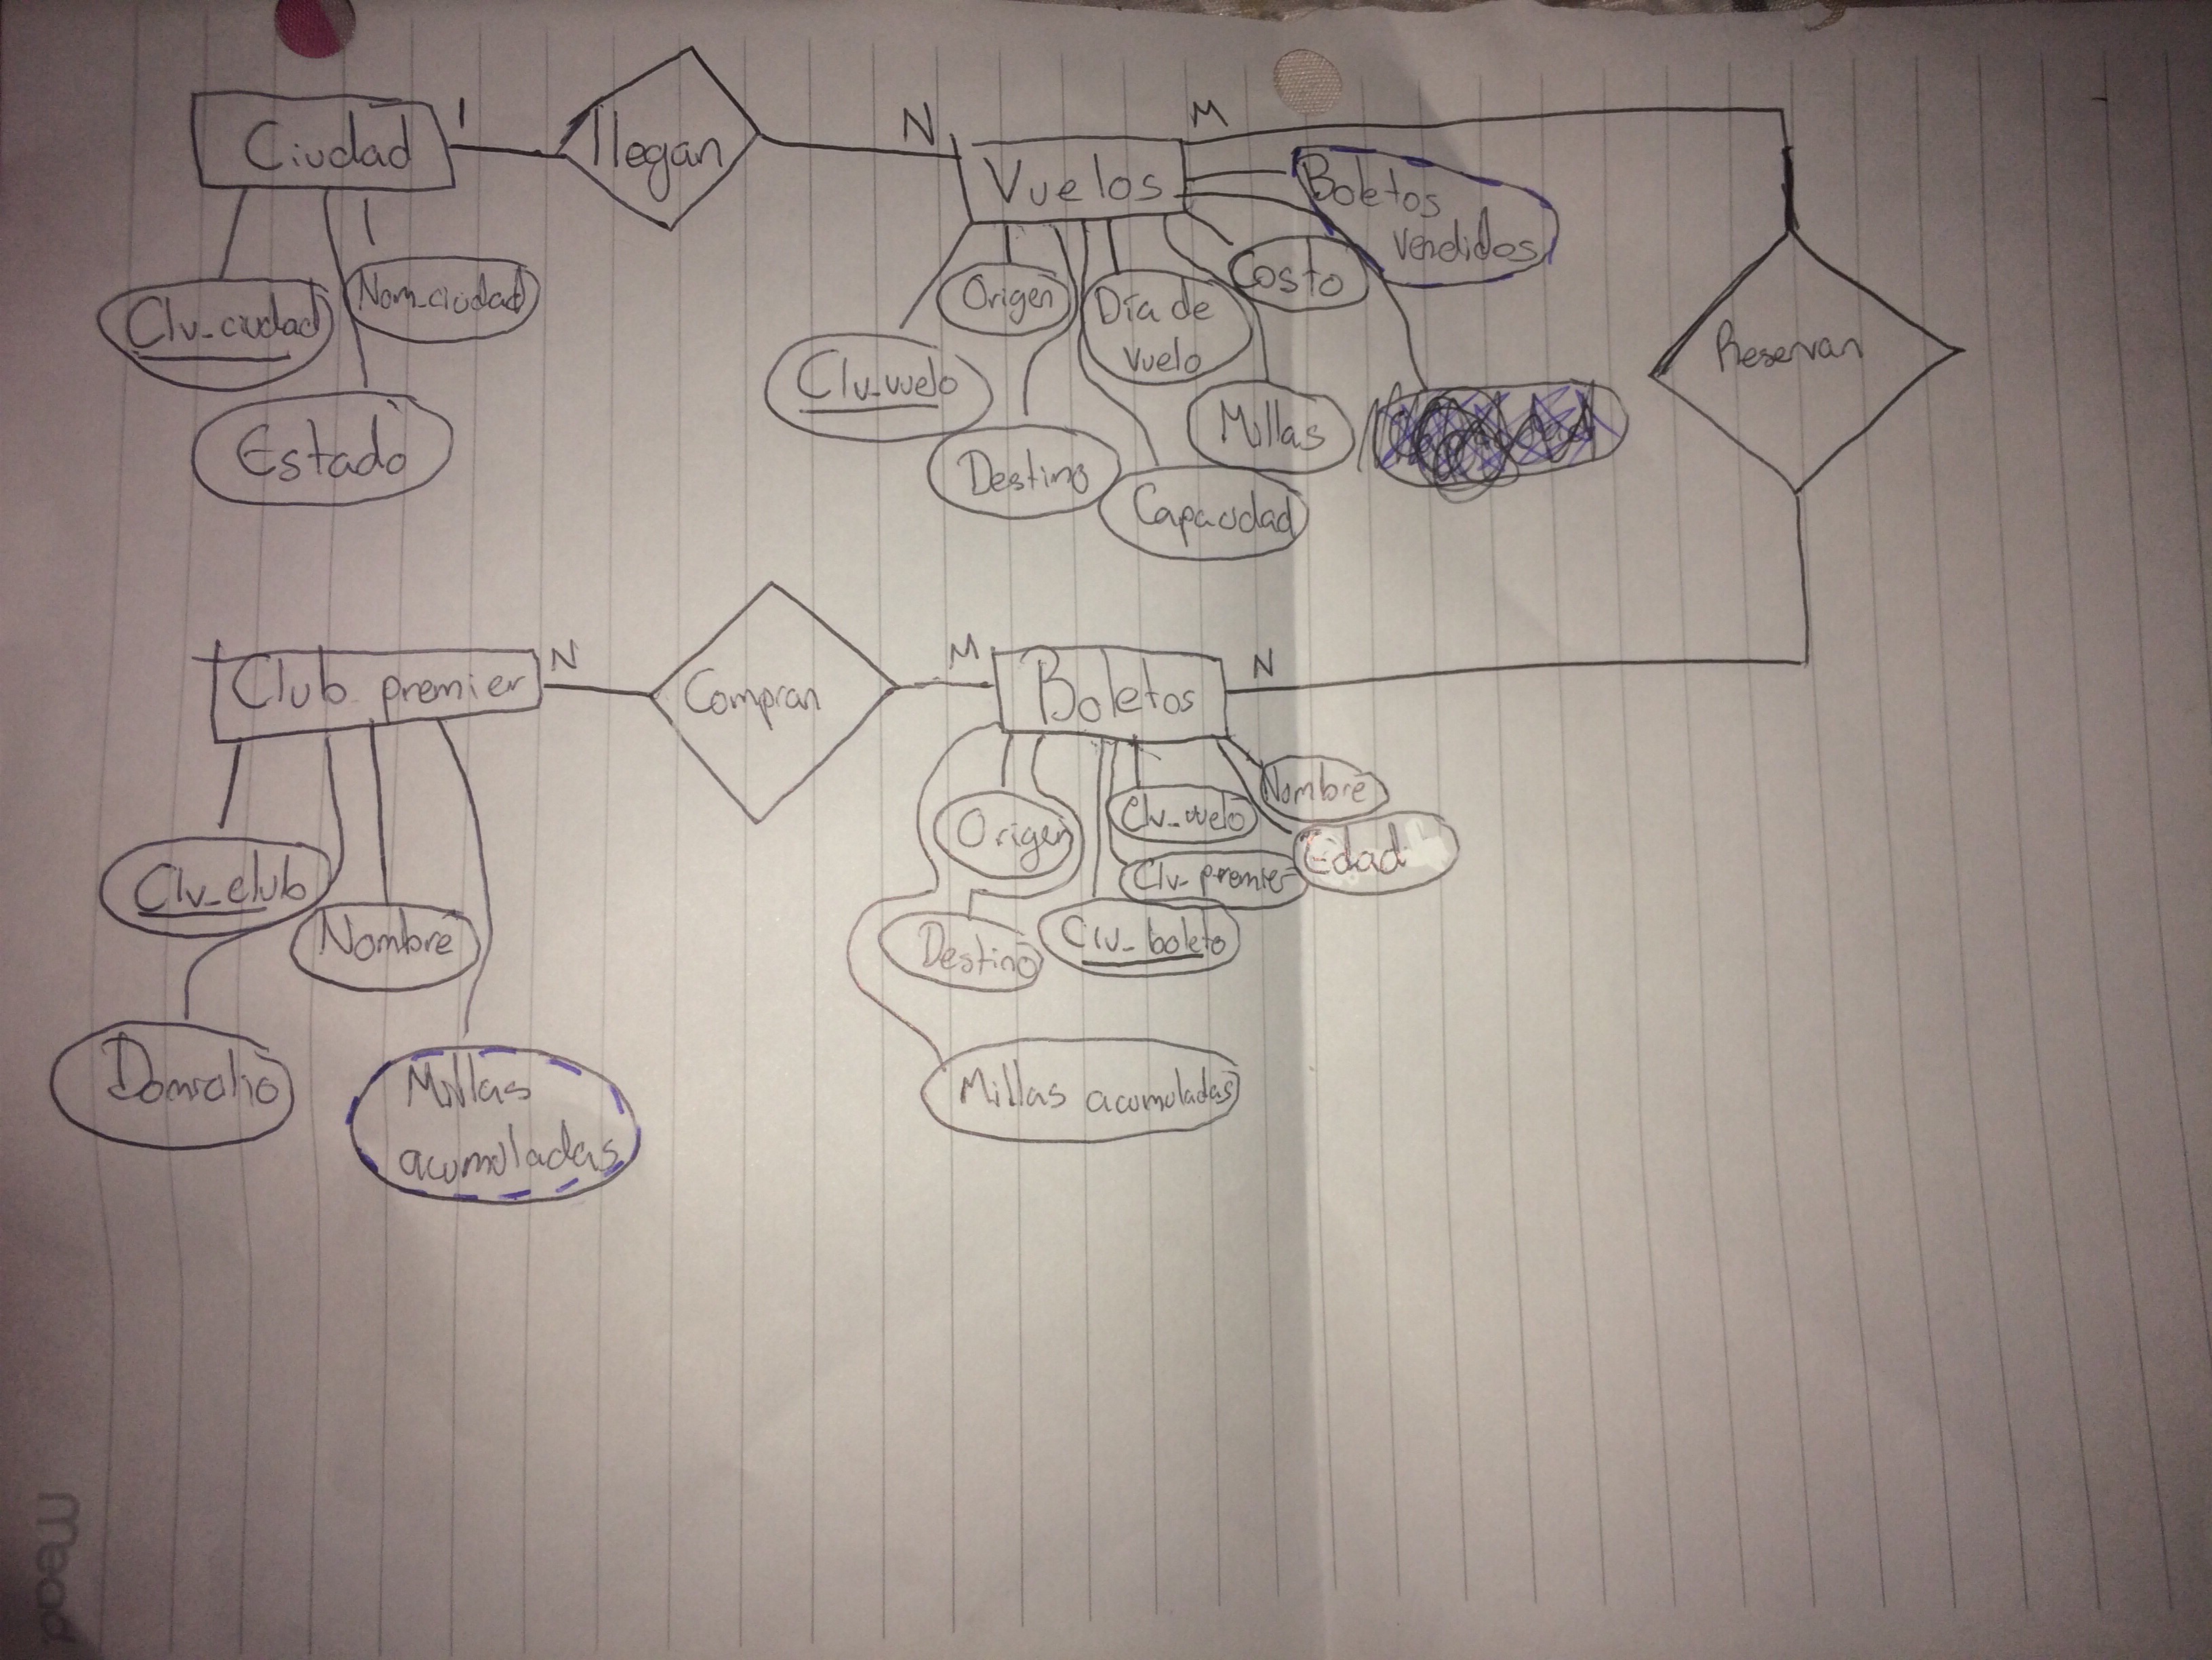 Ciudad
1
llegan
N
Vuelos
M
Boletos
vendidos
Clv_ciudad
Nom_ciudad
Estado
Clv_vuelo
Origen
Día de
vuelo
Costo
Destino
Millas
Capacidad
Reservan
Club premier
N
Compran
M
Boletos
N
Clv_club
Nombre
Domicilio
Millas
acumuladas
Origen
Clv_vuelo
Nombre
Edad
Clv_premier
Destino
Clv_boleto
Millas acumuladas
Mead